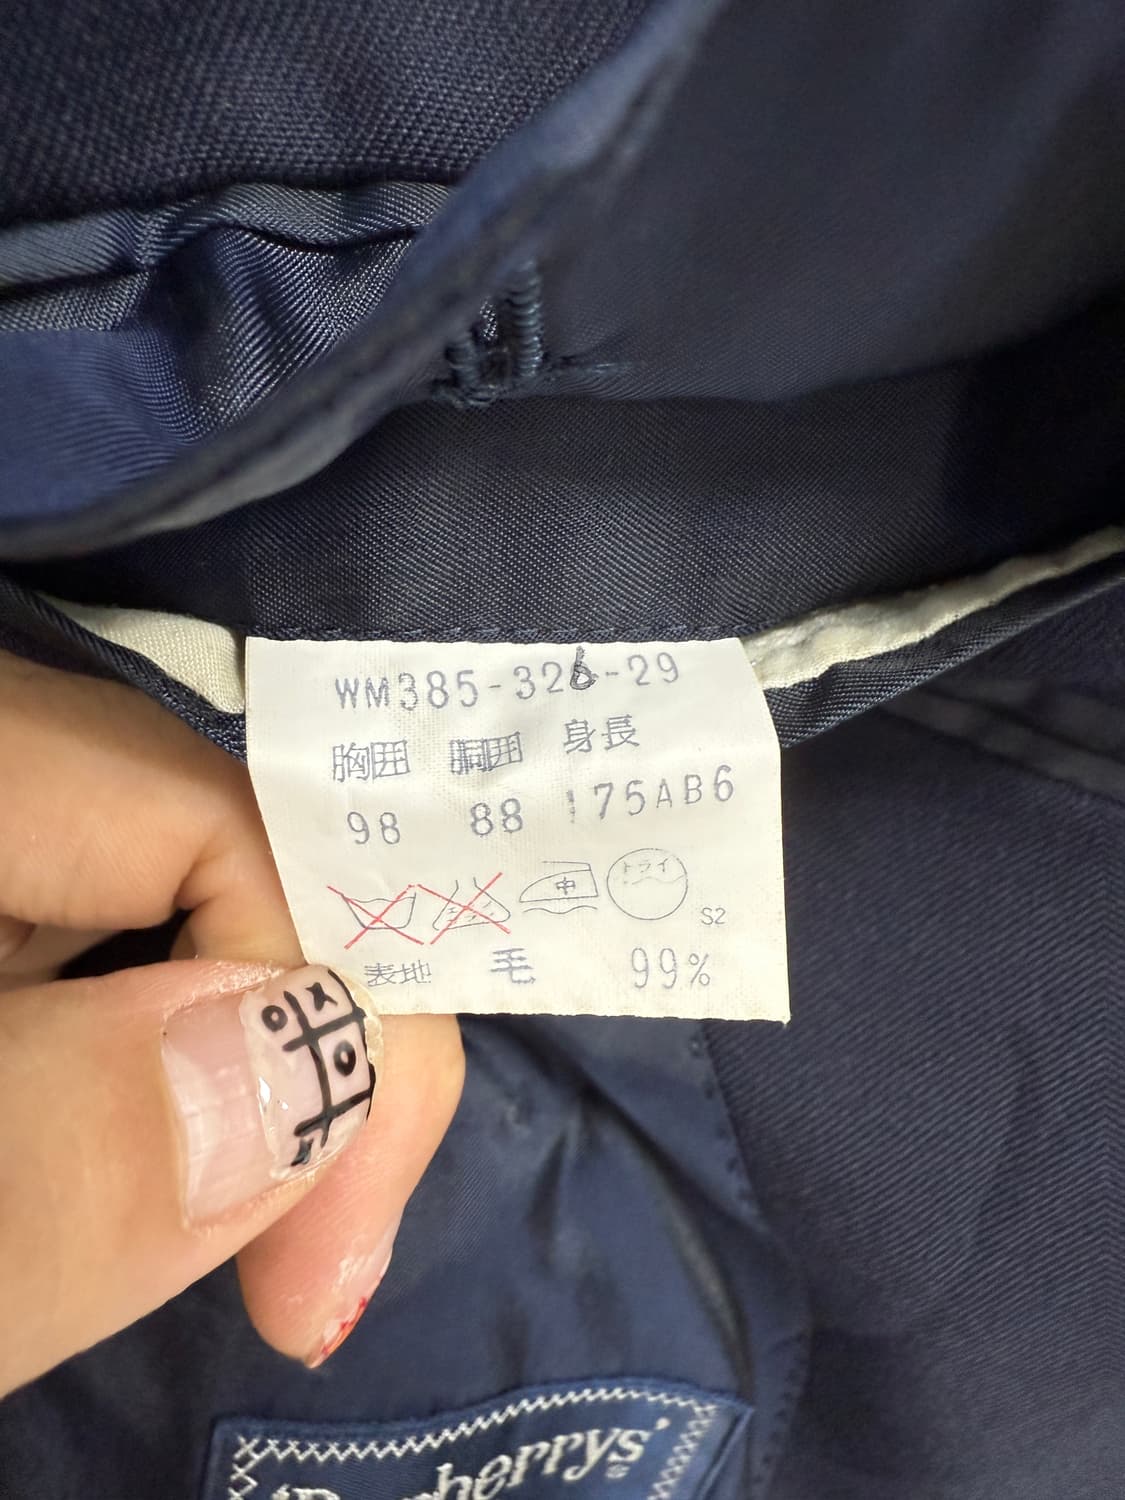 WM385-326-29
胸囲 胴囲 身長
98 88 175AB6
中 ドライ
S2
表地 毛 99%
Burberrys®